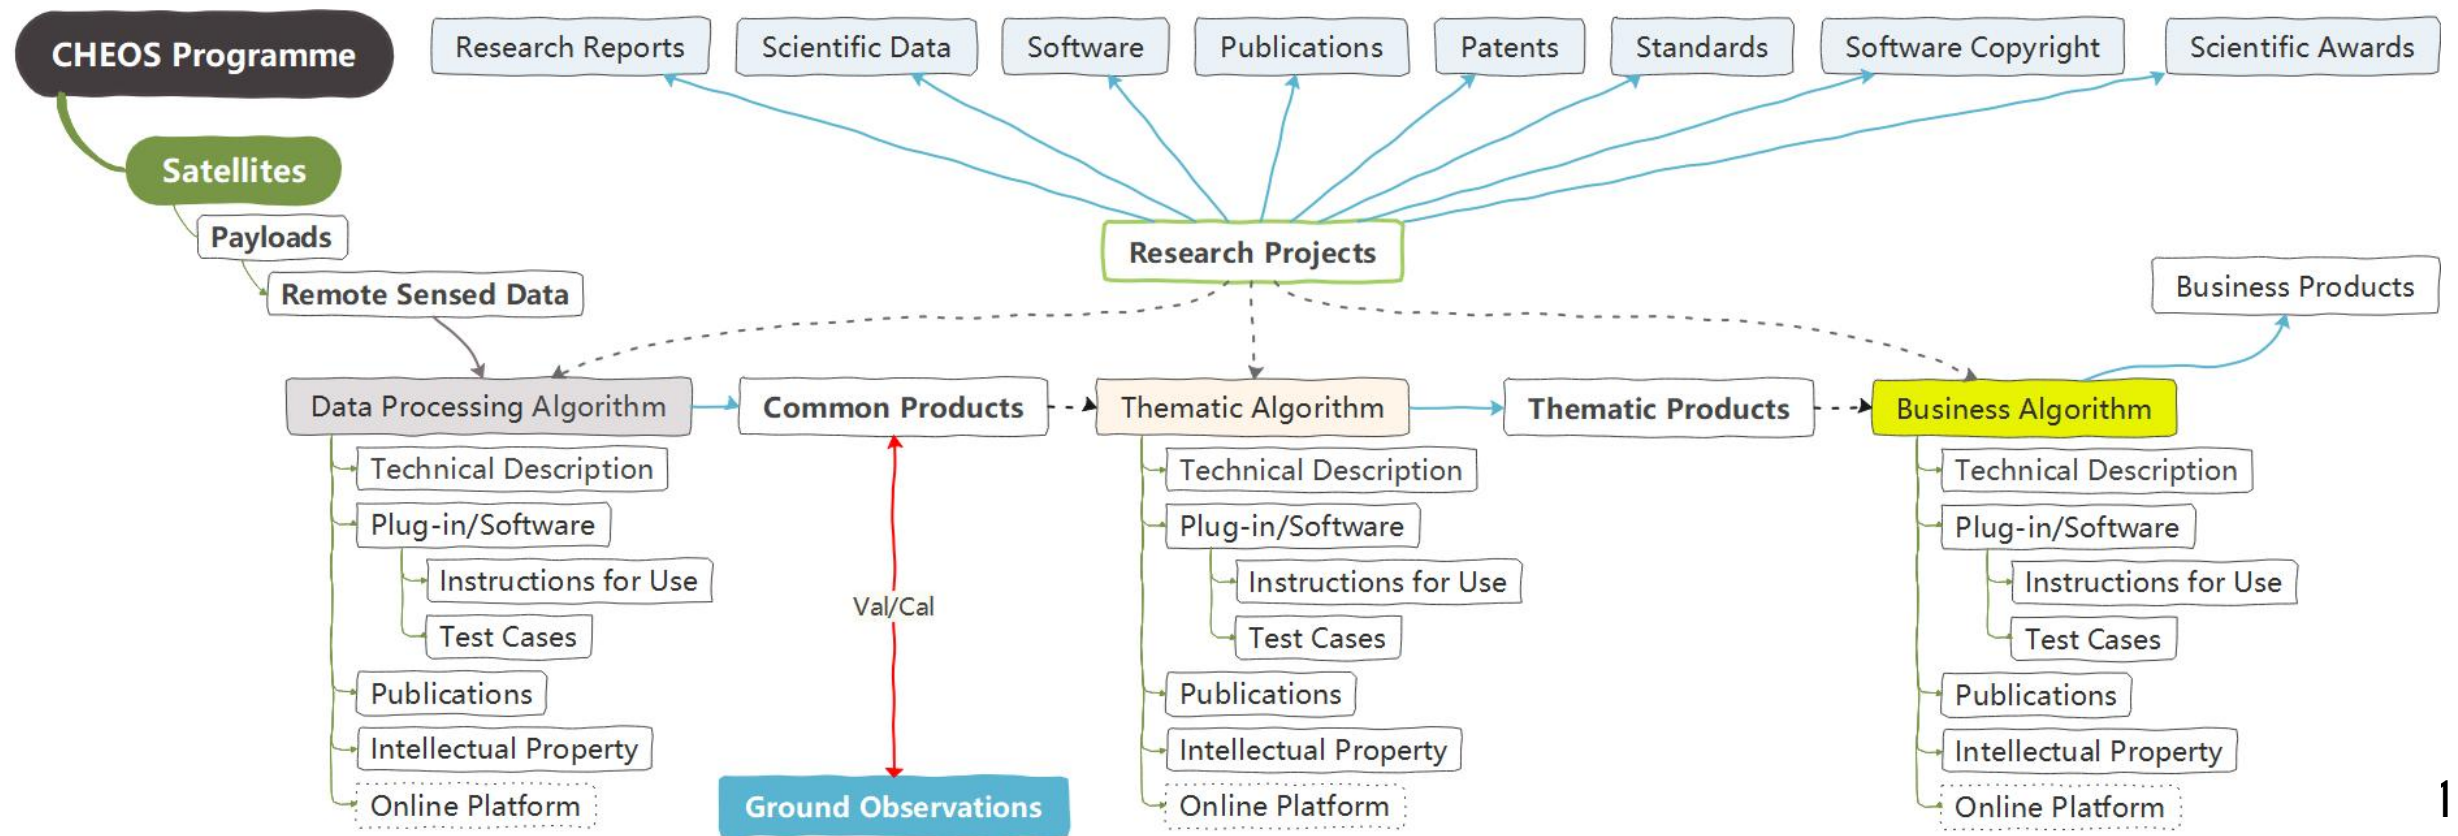 CHEOS Programme
Research Reports
Scientific Data
Software
Publications
Patents
Standards
Software Copyright
Scientific Awards
Satellites
Payloads
Remote Sensed Data
Research Projects
Business Products
Data Processing Algorithm
Common Products
Thematic Algorithm
Thematic Products
Business Algorithm
Technical Description
Plug-in/Software
Instructions for Use
Test Cases
Publications
Intellectual Property
Online Platform
Val/Cal
Ground Observations
Technical Description
Plug-in/Software
Instructions for Use
Test Cases
Publications
Intellectual Property
Online Platform
Technical Description
Plug-in/Software
Instructions for Use
Test Cases
Publications
Intellectual Property
Online Platform
1